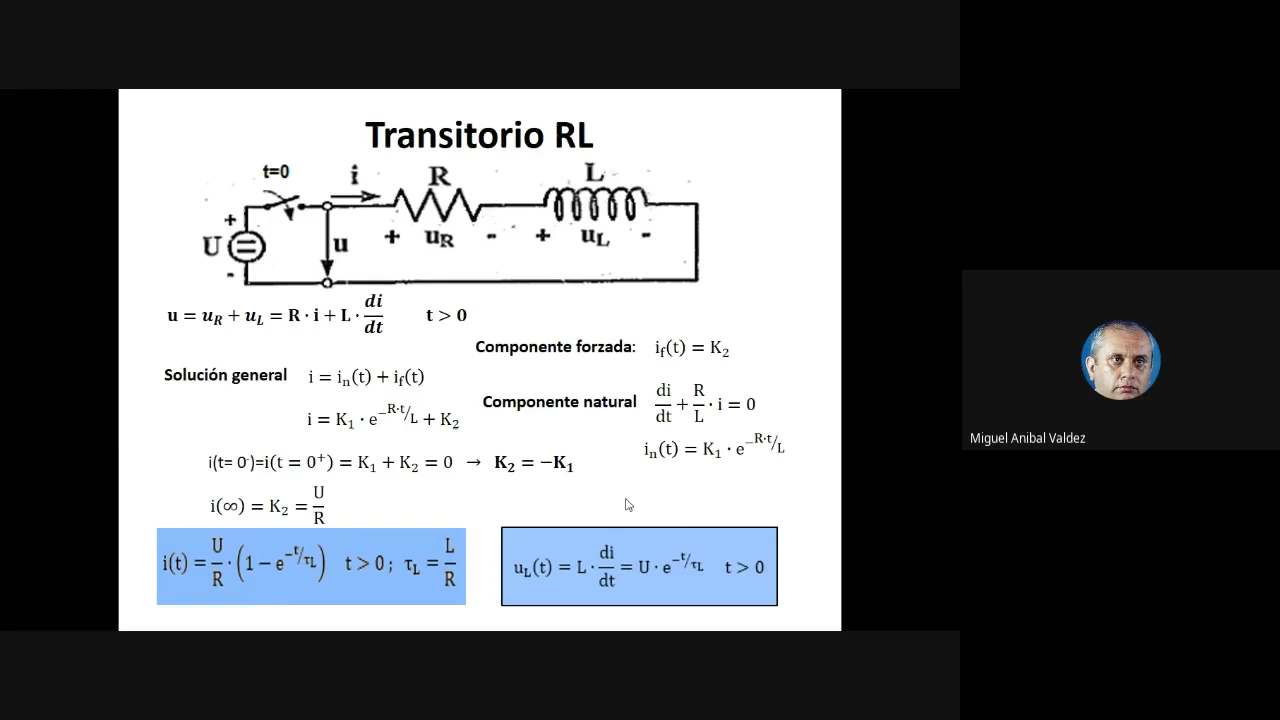 Transitorio RL
t=0
i
R
L
+
U
-
u
+ uR -
+ uL -
u = u_R + u_L = R · i + L · di/dt t > 0
Componente forzada: i_f(t) = K₂
Solución general i = i_n(t) + i_f(t)
Componente natural di/dt + R/L · i = 0
i = K₁ · e^(−R·t/L) + K₂
i_n(t) = K₁ · e^(−R·t/L)
i(t= 0⁻)=i(t = 0⁺) = K₁ + K₂ = 0 → K₂ = −K₁
i(∞) = K₂ = U/R
i(t) = U/R · (1 − e^(−t/τ_L)) t > 0 ; τ_L = L/R
u_L(t) = L · di/dt = U · e^(−t/τ_L) t > 0
Miguel Anibal Valdez